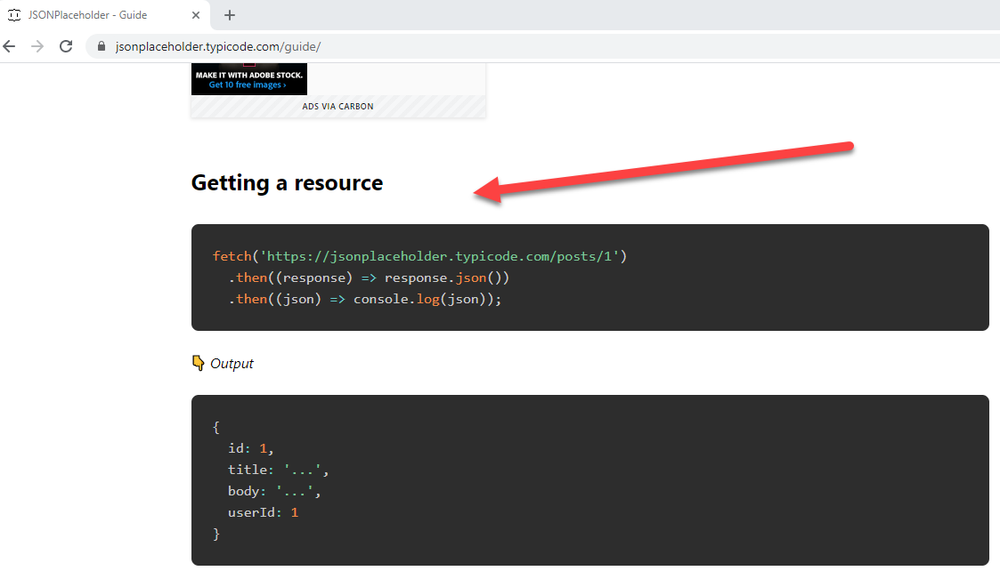 JSONPlaceholder - Guide
jsonplaceholder.typicode.com/guide/
MAKE IT WITH ADOBE STOCK.
Get 10 free images ›
ADS VIA CARBON
Getting a resource
fetch('https://jsonplaceholder.typicode.com/posts/1')
  .then((response) => response.json())
  .then((json) => console.log(json));
👇 Output
{
  id: 1,
  title: '...',
  body: '...',
  userId: 1
}